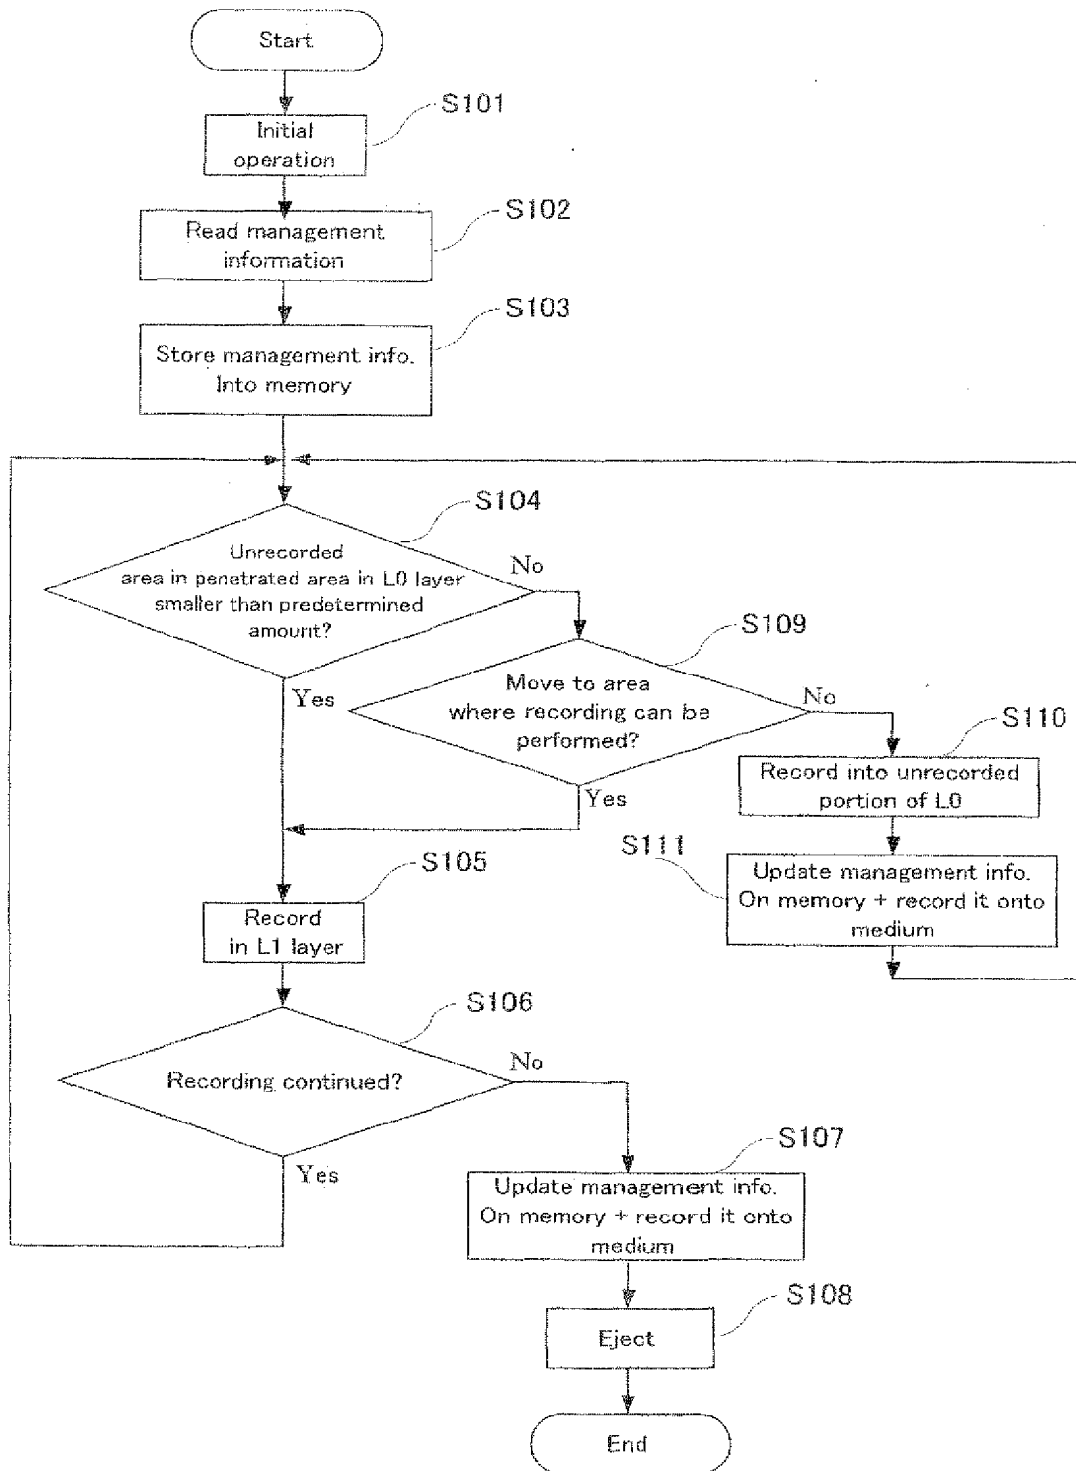 Start
S101
Initial
operation
S102
Read management
information
S103
Store management info.
Into memory
S104
Unrecorded
area in penetrated area in L0 layer
smaller than predetermined
amount?
No
Yes
S109
Move to area
where recording can be
performed?
No
Yes
S110
Record into unrecorded
portion of L0
S111
Update management info.
On memory + record it onto
medium
S105
Record
in L1 layer
S106
Recording continued?
No
Yes
S107
Update management info.
On memory + record it onto
medium
S108
Eject
End